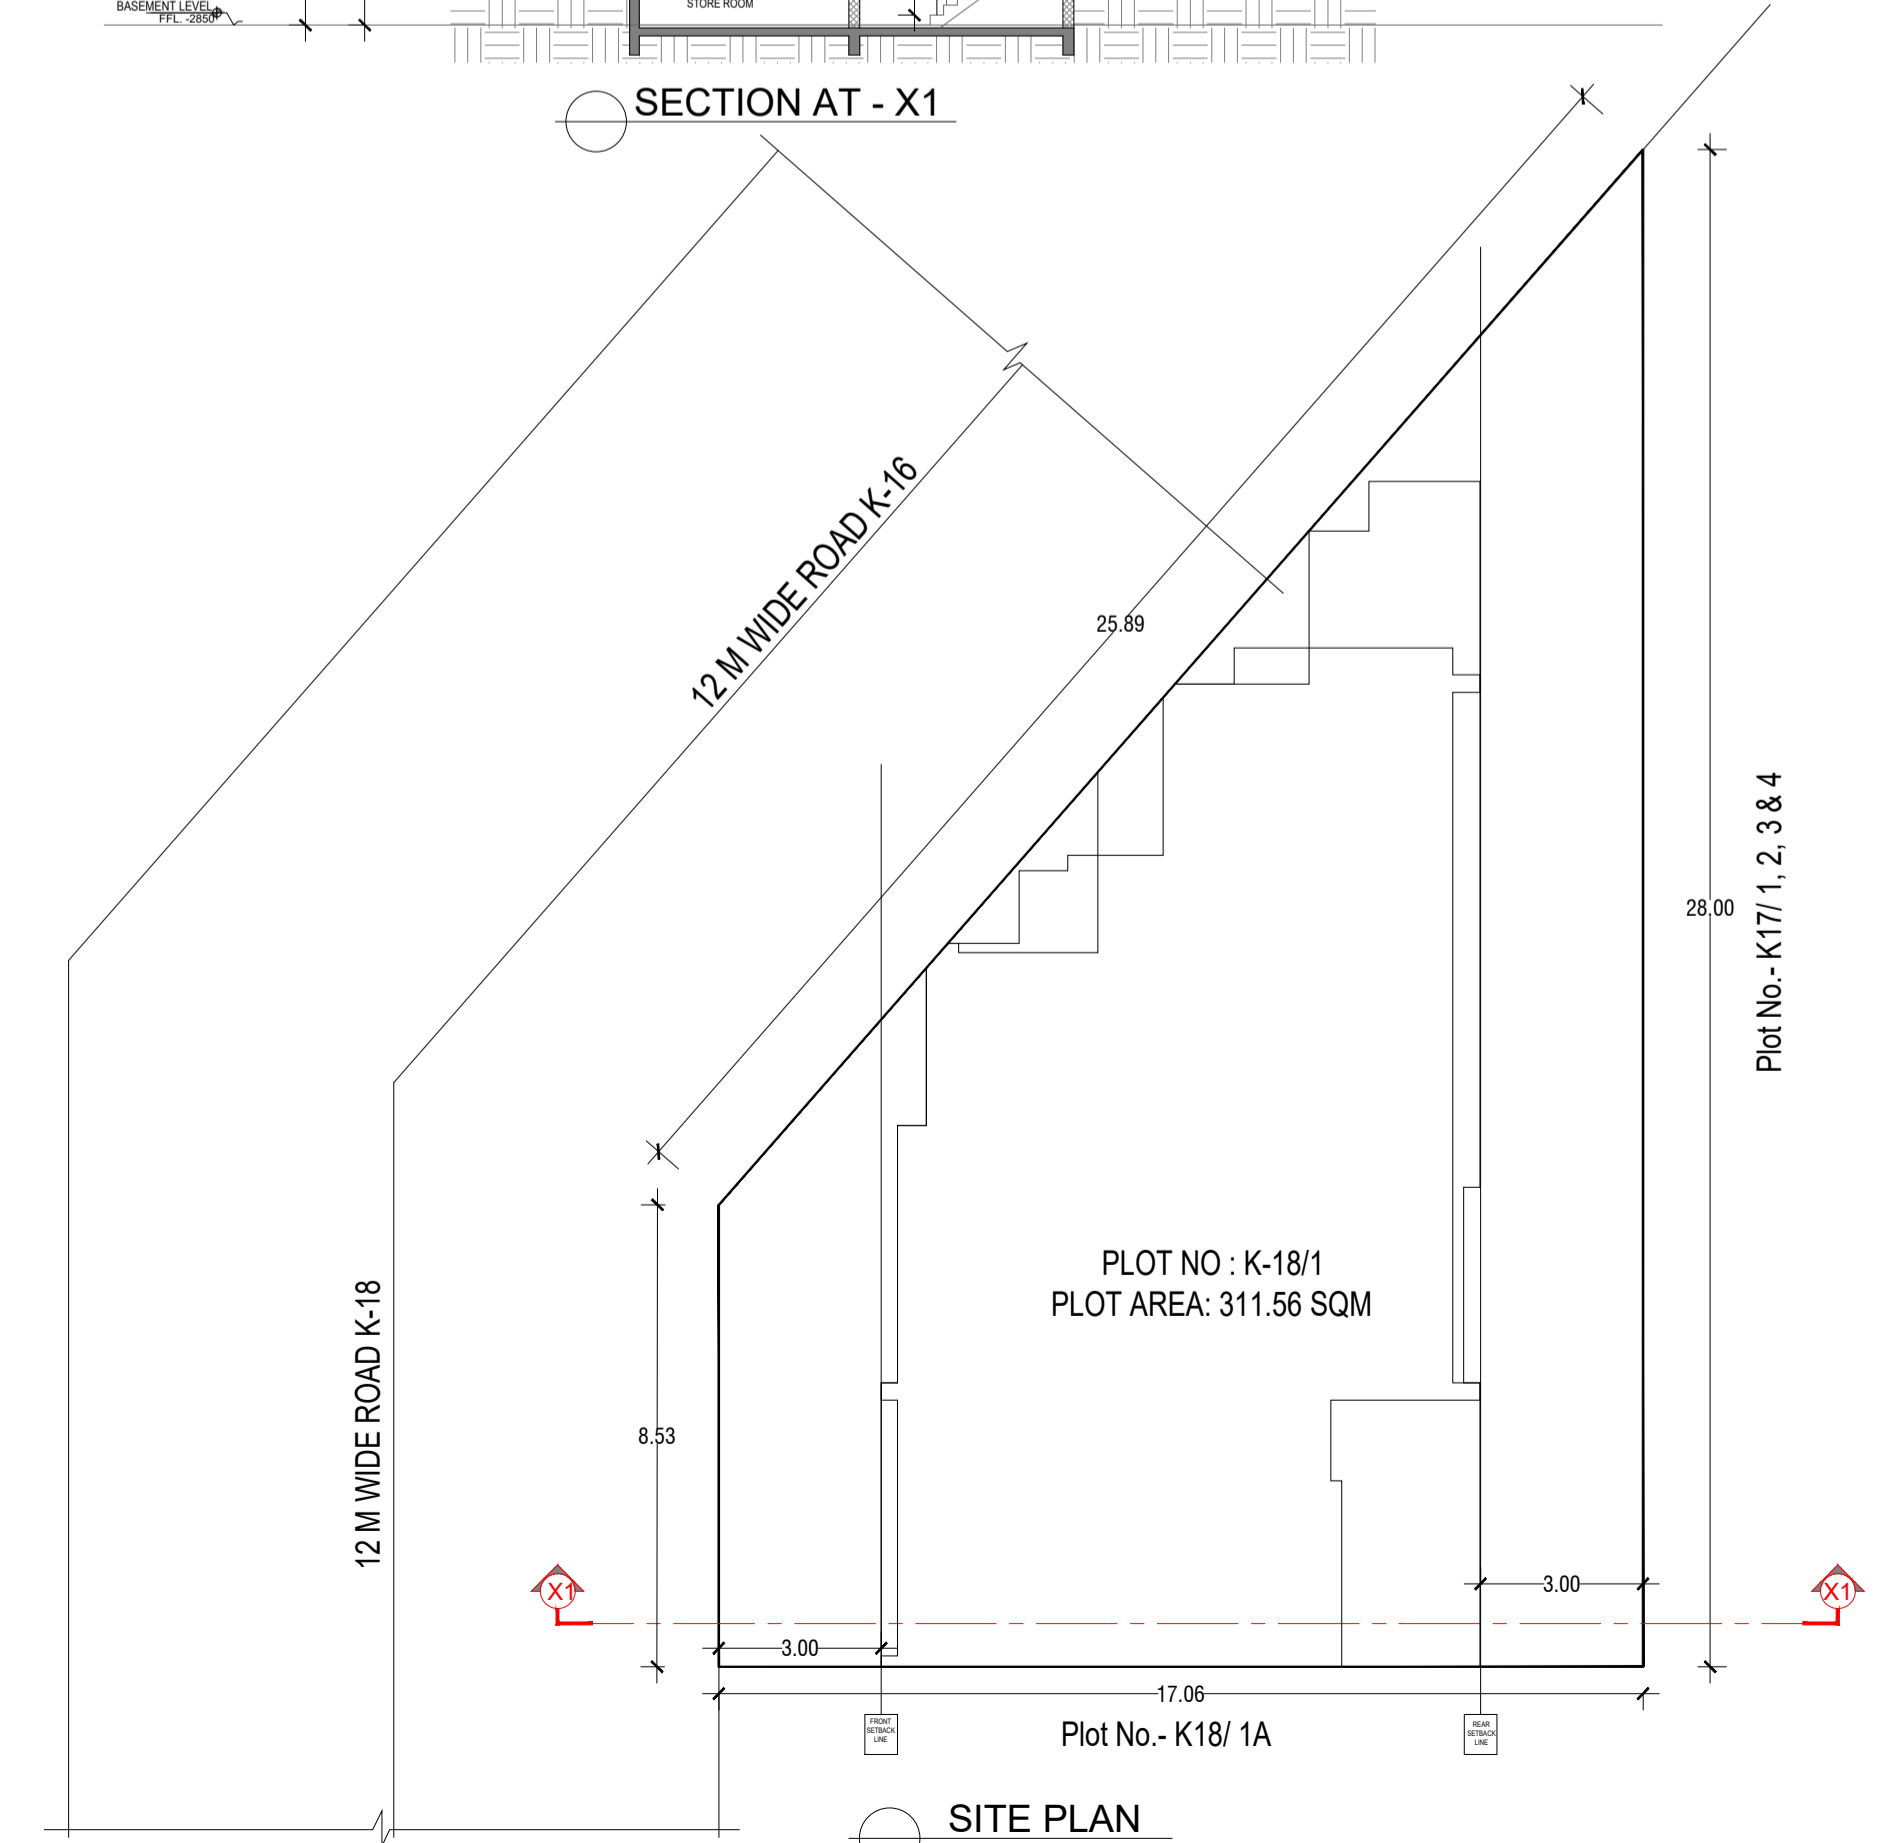 BASEMENT LEVEL
FFL. -2850
STORE ROOM
SECTION AT - X1
12 M WIDE ROAD K-16
25.89
28.00
Plot No.- K17/ 1, 2, 3 & 4
PLOT NO : K-18/1
PLOT AREA: 311.56 SQM
12 M WIDE ROAD K-18
8.53
X1
3.00
X1
3.00
17.06
FRONT
SETBACK
LINE
Plot No.- K18/ 1A
REAR
SETBACK
LINE
SITE PLAN